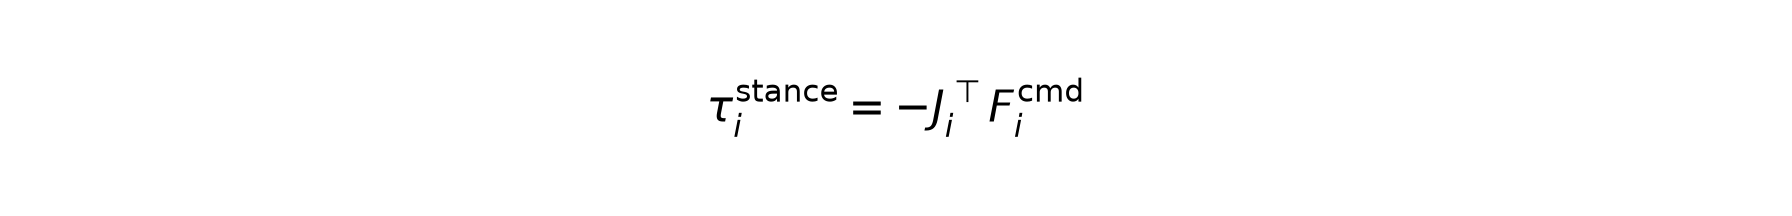 τ_i^stance = −J_i^⊤ F_i^cmd